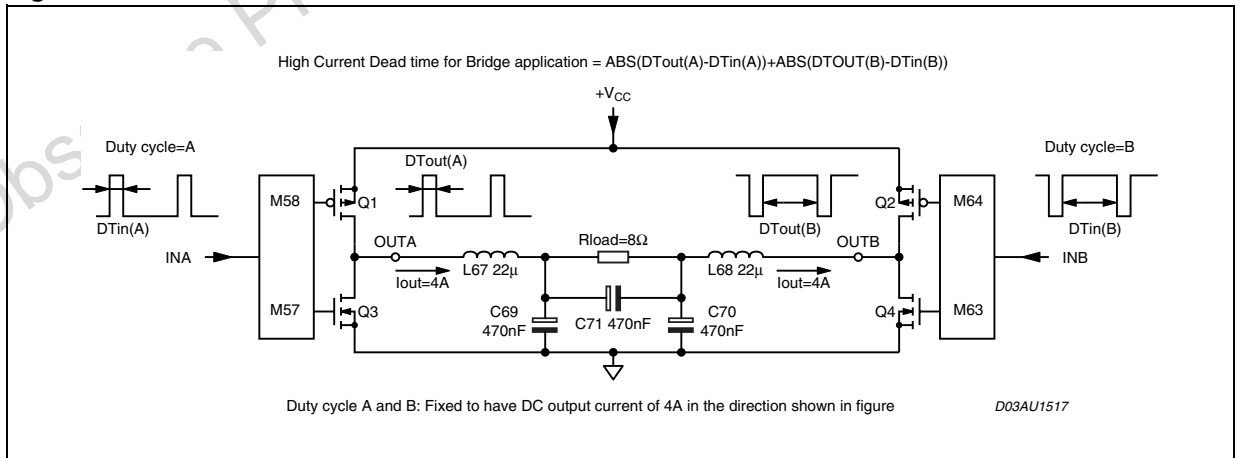 High Current Dead time for Bridge application = ABS(DTout(A)-DTin(A))+ABS(DTOUT(B)-DTin(B))
+VCC
Duty cycle=A
DTout(A)
Duty cycle=B
M58
Q1
Q2
M64
DTin(A)
DTout(B)
DTin(B)
OUTA
Rload=8Ω
OUTB
INA
INB
L67 22μ
L68 22μ
Iout=4A
Iout=4A
M57
Q3
C69
470nF
C71 470nF
C70
470nF
Q4
M63
Duty cycle A and B: Fixed to have DC output current of 4A in the direction shown in figure
D03AU1517